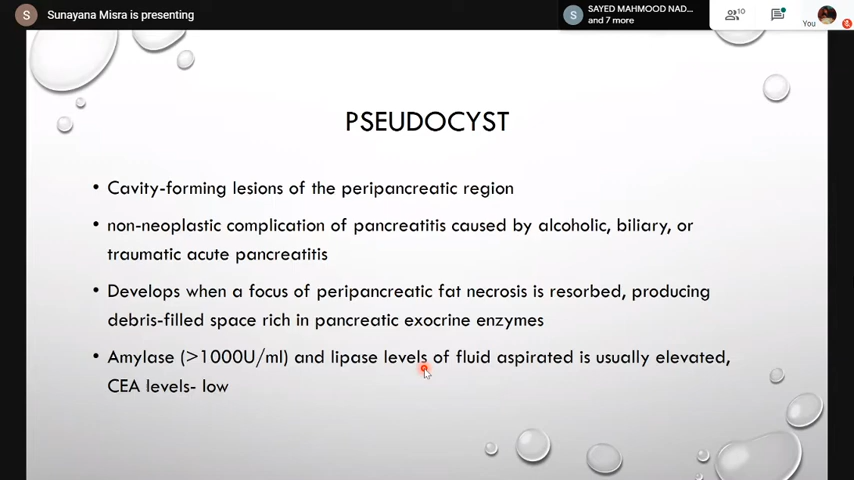 S Sunayana Misra is presenting
S SAYED MAHMOOD NAD...
and 7 more
10
You
PSEUDOCYST
• Cavity-forming lesions of the peripancreatic region
• non-neoplastic complication of pancreatitis caused by alcoholic, biliary, or
traumatic acute pancreatitis
• Develops when a focus of peripancreatic fat necrosis is resorbed, producing
debris-filled space rich in pancreatic exocrine enzymes
• Amylase (>1000U/ml) and lipase levels of fluid aspirated is usually elevated,
CEA levels- low